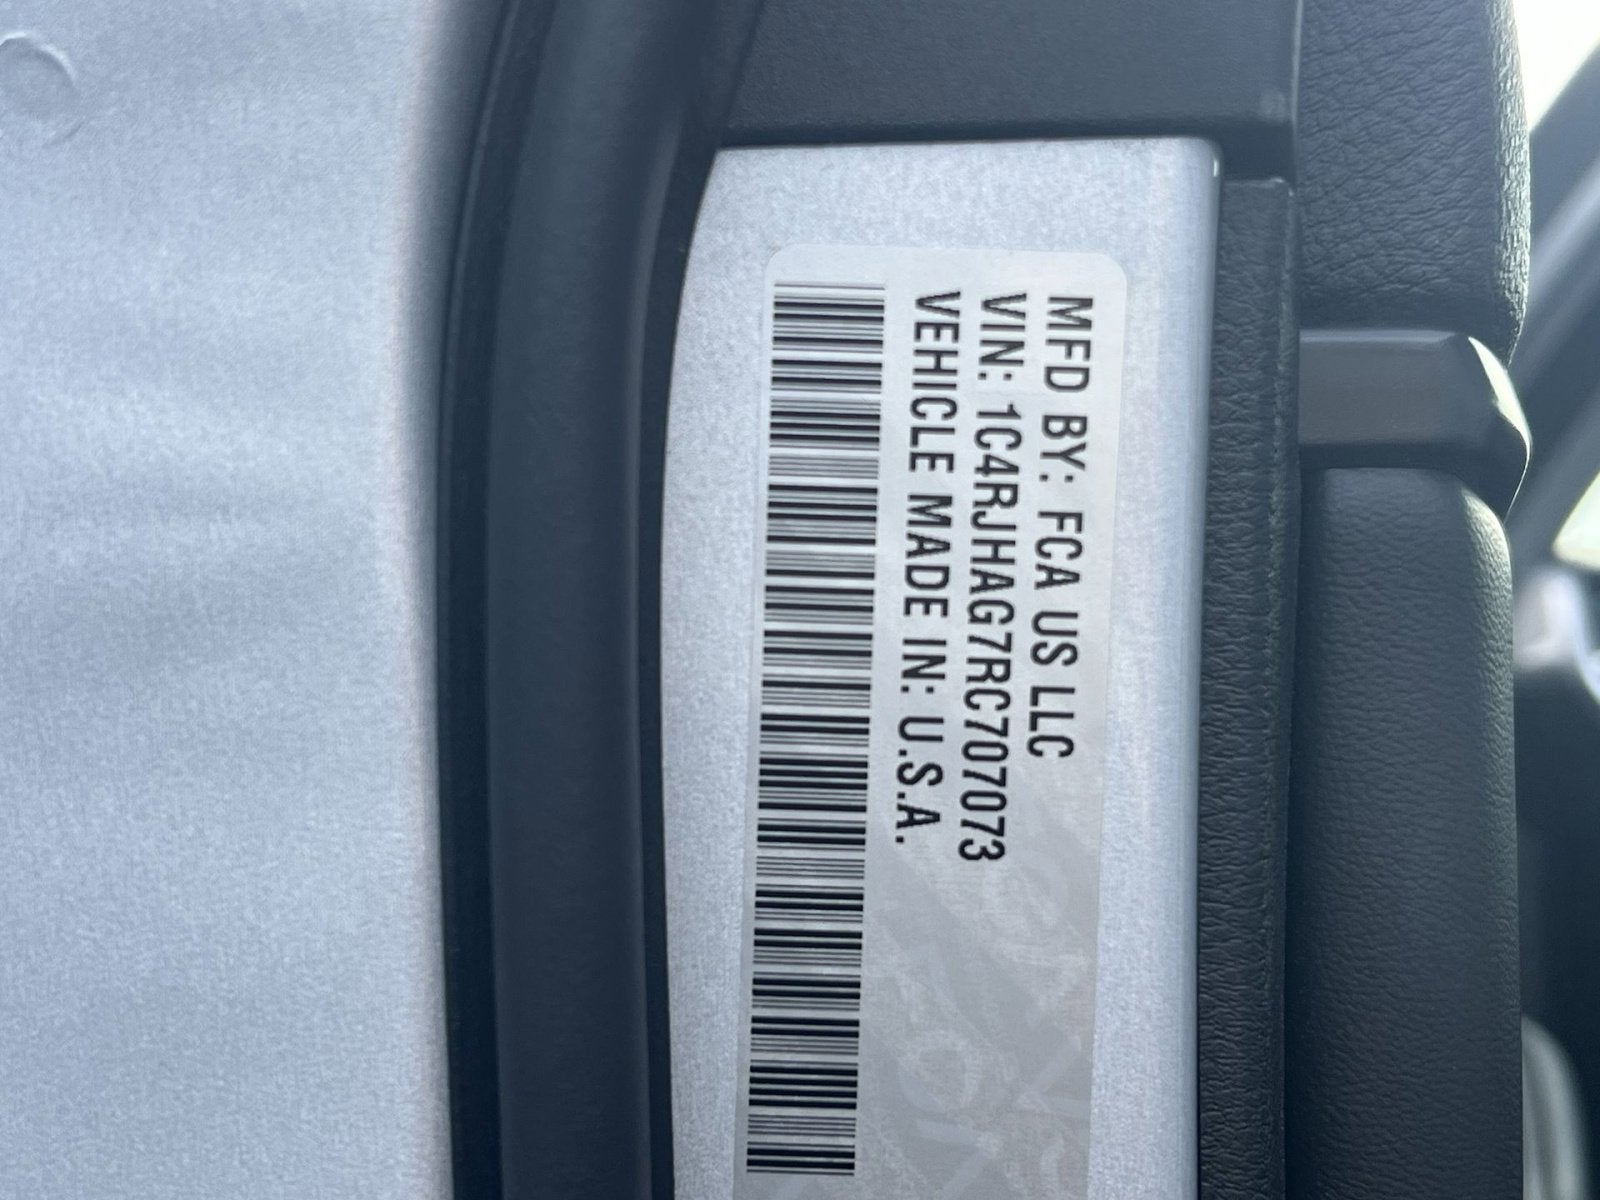 MFD BY: FCA US LLC
VIN: 1C4RJHAG7RC707073
VEHICLE MADE IN: U.S.A.